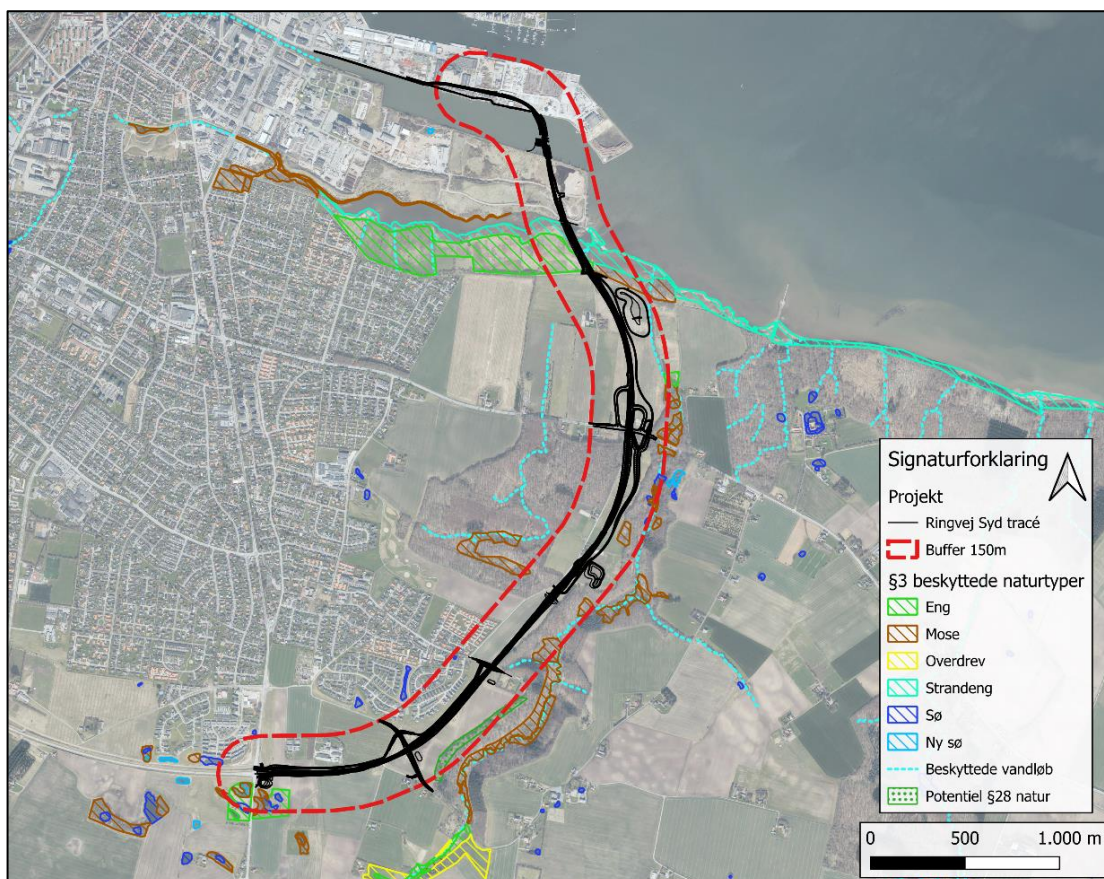 Signaturforklaring
Projekt
Ringvej Syd tracé
Buffer 150m
§3 beskyttede naturtyper
Eng
Mose
Overdrev
Strandeng
Sø
Ny sø
Beskyttede vandløb
Potentiel §28 natur
0 500 1.000 m